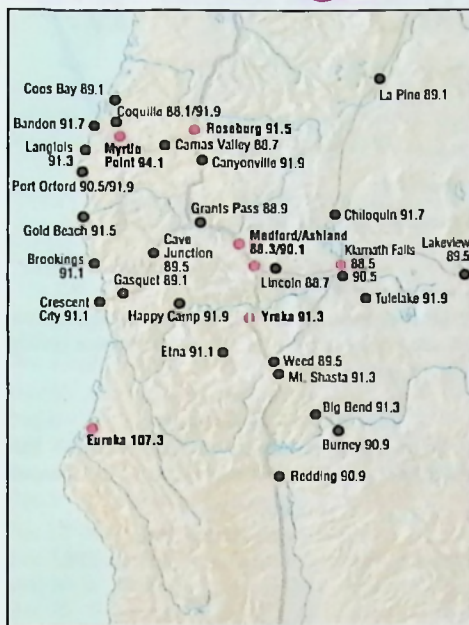 Coos Bay 89.1
La Pine 89.1
Coquille 88.1/91.9
Bandon 91.7
Roseburg 91.5
Myrtle
Point 94.1
Camas Valley 88.7
Langlois
91.3
Canyonville 91.9
Port Orford 90.5/91.9
Grants Pass 88.9
Gold Beach 91.5
Chiloquin 91.7
Medford/Ashland
88.3/90.1
Cave
Junction
89.5
Klamath Falls
88.5
90.5
Lakeview
89.5
Brookings
91.1
Lincoln 88.7
Gasquet 89.1
Tulelake 91.9
Crescent
City 91.1
Happy Camp 91.9
Yreka 91.3
Etna 91.1
Weed 89.5
Mt. Shasta 91.3
Big Bend 91.3
Eureka 107.3
Burney 90.9
Redding 90.9